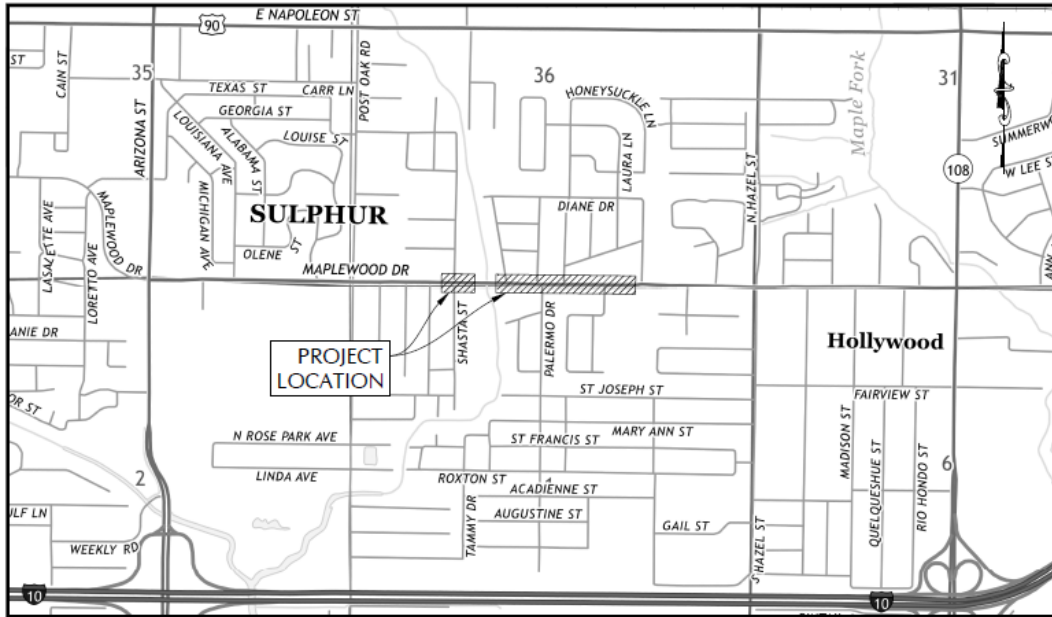 E NAPOLEON ST
90
ST
CAIN ST
35
ARIZONA ST
TEXAS ST
CARR LN
POST OAK RD
GEORGIA ST
LOUISIANA AVE
ALABAMA ST
LOUISE ST
MICHIGAN AVE
OLENE ST
SULPHUR
36
HONEYSUCKLE LN
LAURA LN
DIANE DR
N HAZEL ST
Maple Fork
31
108
SUMMERW
W LEE S
LASALETTE AVE
MAPLEWOOD DR
LORETTO AVE
MAPLEWOOD DR
ANN
ANIE DR
PROJECT
LOCATION
SHASTA ST
PALERMO DR
Hollywood
ST JOSEPH ST
FAIRVIEW ST
OR ST
N ROSE PARK AVE
MARY ANN ST
ST FRANCIS ST
MADISON ST
QUELQUESHUE ST
RIO HONDO ST
6
2
LINDA AVE
ROXTON ST
1
ACADIENNE ST
AUGUSTINE ST
TAMMY DR
GAIL ST
S HAZEL ST
ULF LN
WEEKLY RD
10
10